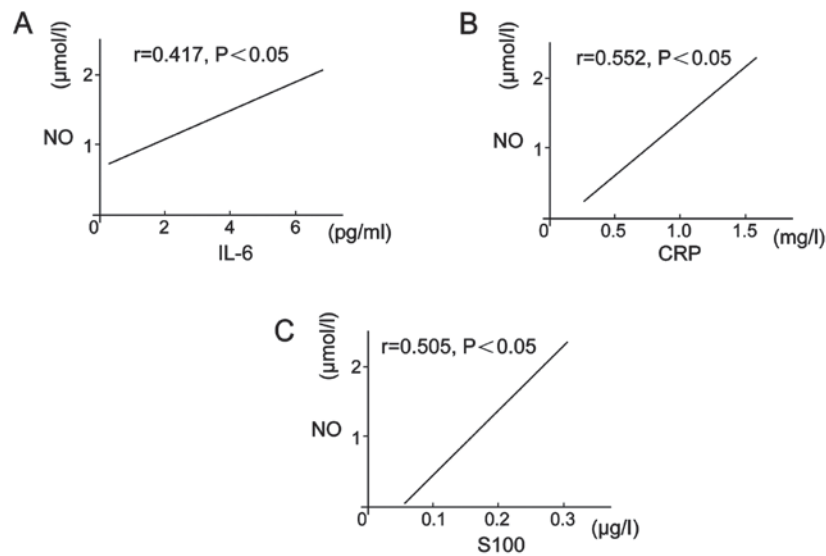 A
(μmol/l)
r=0.417, P<0.05
2
NO
1
0
2
4
6
(pg/ml)
IL-6
B
(μmol/l)
r=0.552, P<0.05
2
NO
1
0
0.5
1.0
1.5
(mg/l)
CRP
C
(μmol/l)
r=0.505, P<0.05
2
NO
1
0
0.1
0.2
0.3
(μg/l)
S100